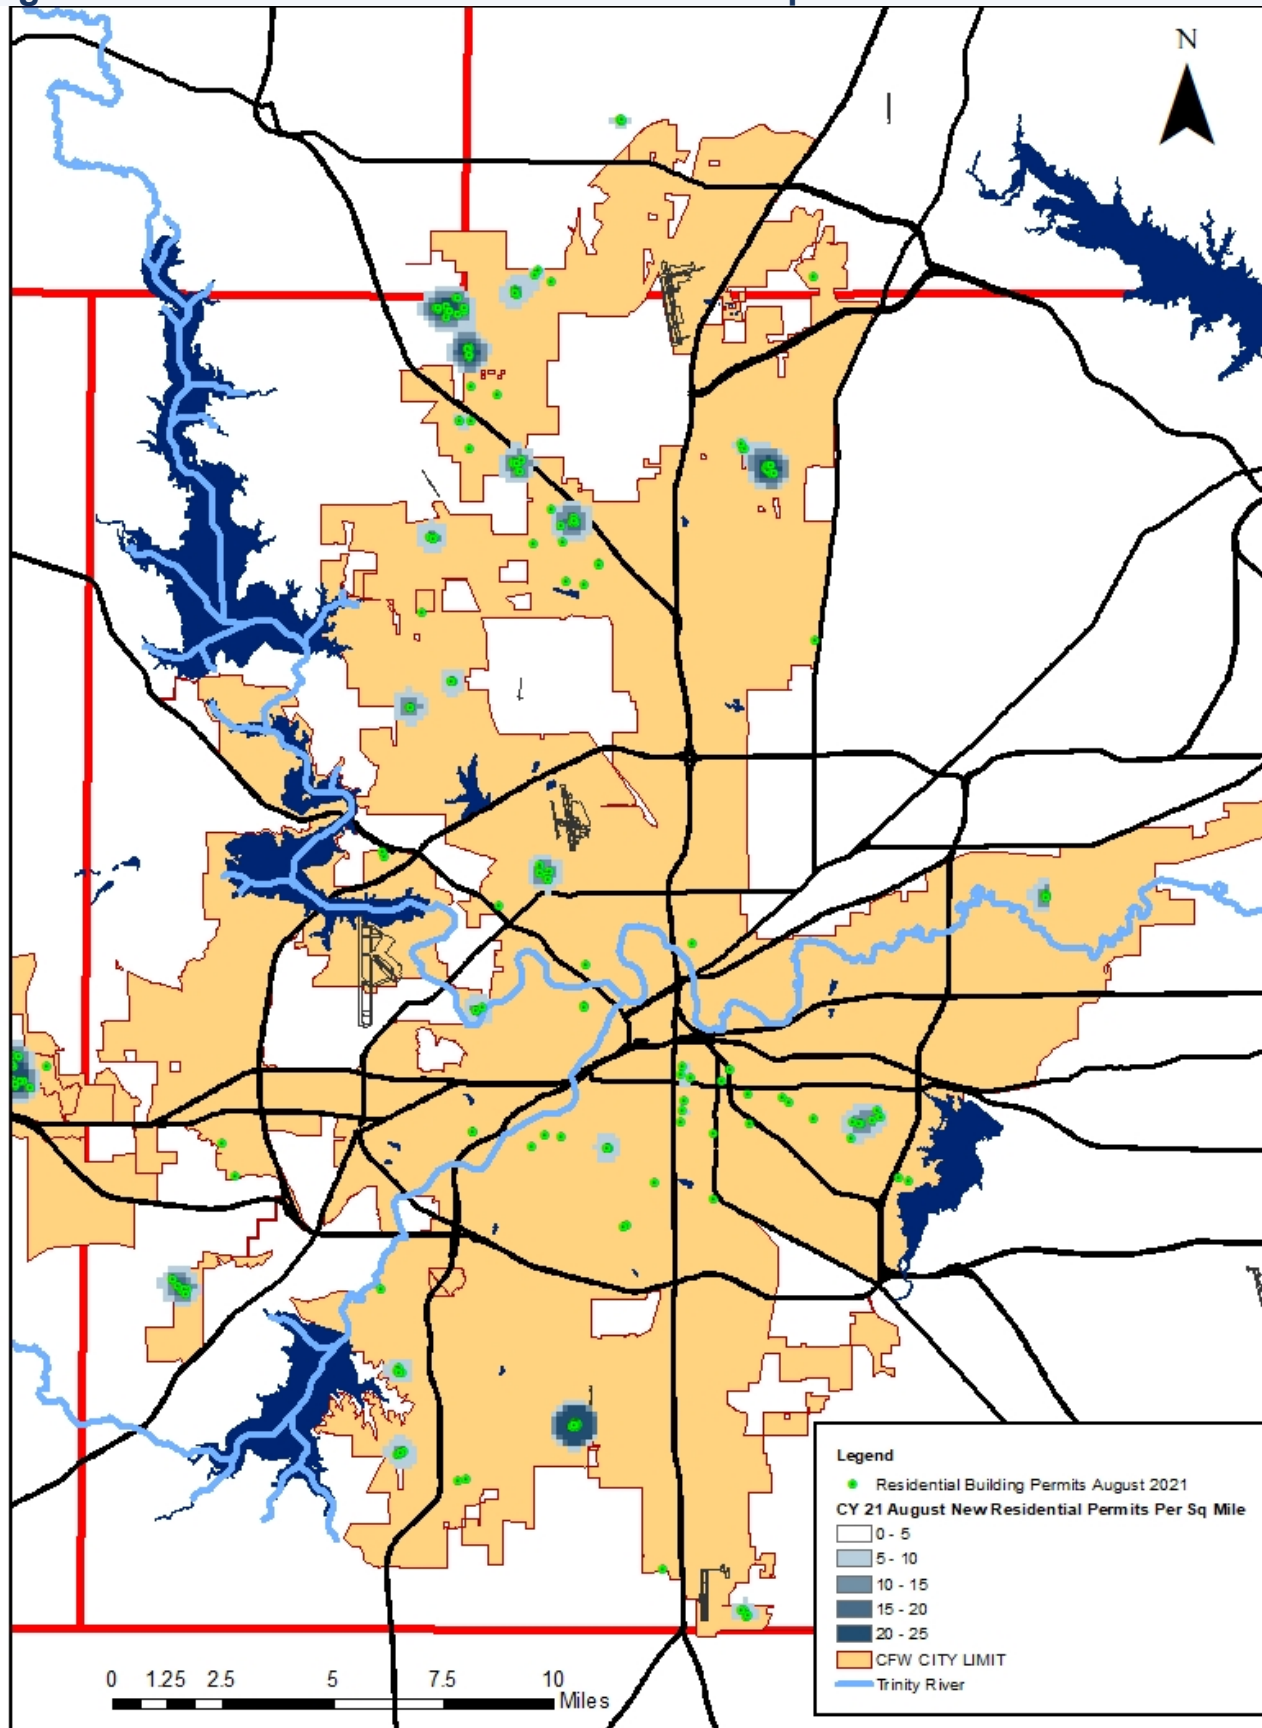 N
Legend
Residential Building Permits August 2021
CY 21 August New Residential Permits Per Sq Mile
0 - 5
5 - 10
10 - 15
15 - 20
20 - 25
CFW CITY LIMIT
Trinity River
0 1.25 2.5 5 7.5 10
Miles